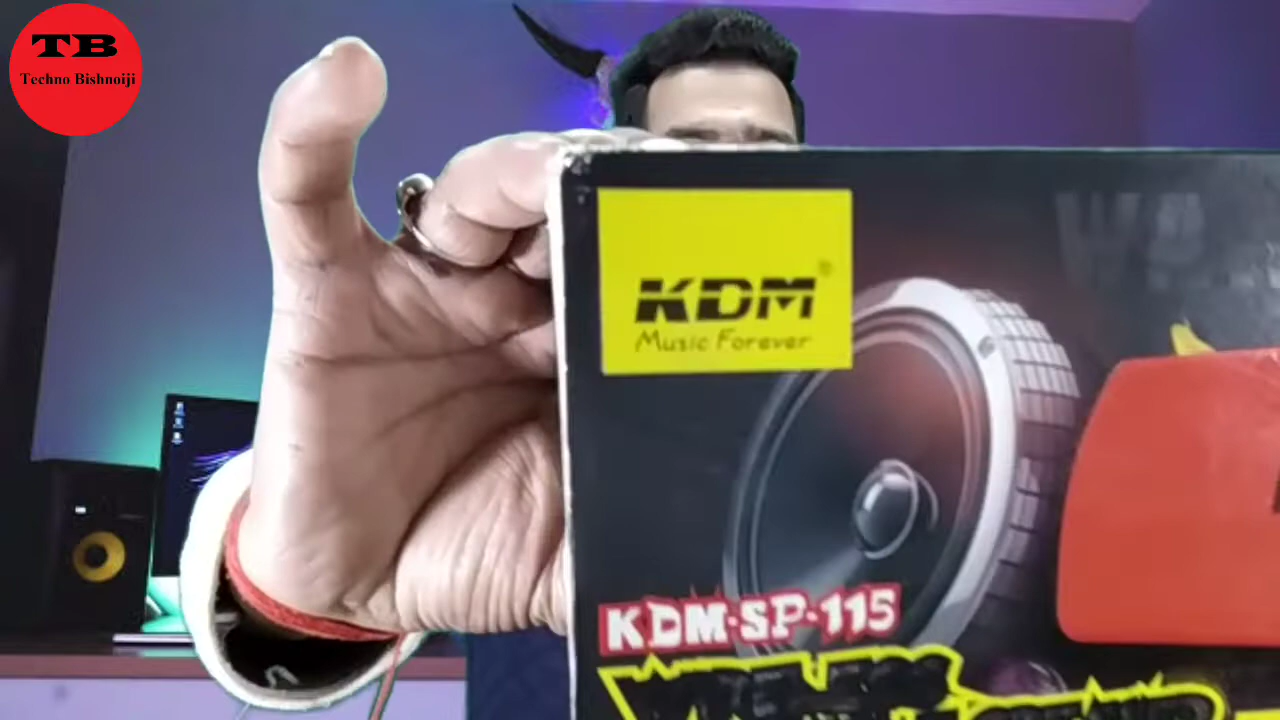 TB
Techno Bishnoiji
KDM®
Music Forever
KDM-SP-115